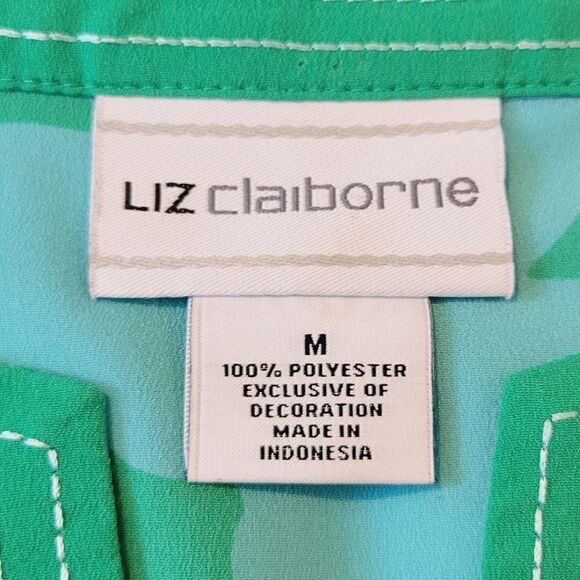 LIZ claiborne
M
100% POLYESTER
EXCLUSIVE OF
DECORATION
MADE IN
INDONESIA